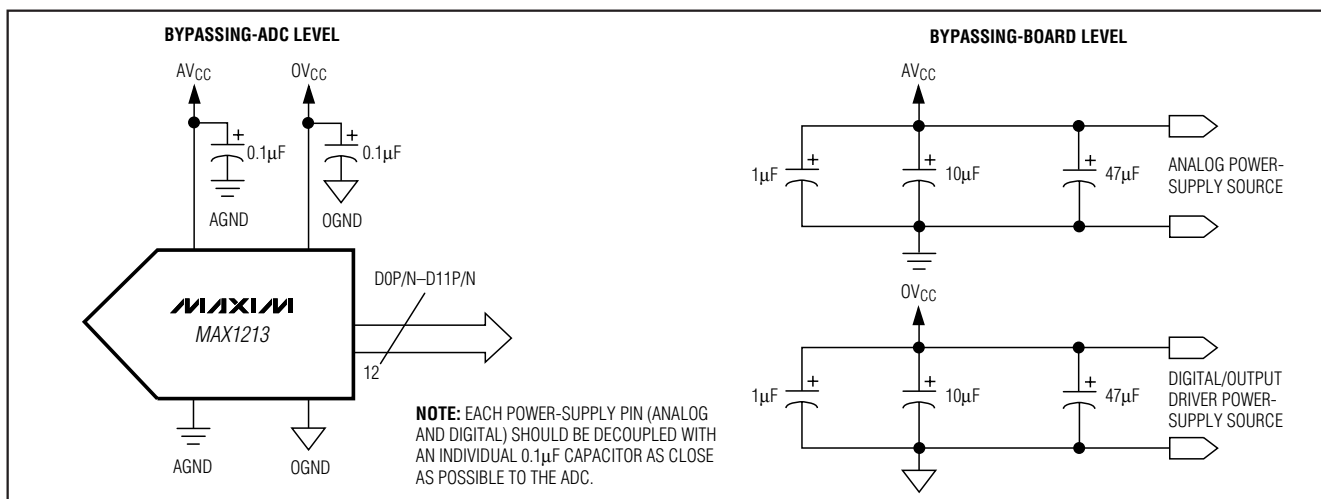 BYPASSING-ADC LEVEL
AVCC
OVCC
+
0.1µF
+
0.1µF
AGND
OGND
D0P/N–D11P/N
MAXIM
MAX1213
12
AGND
OGND
NOTE: EACH POWER-SUPPLY PIN (ANALOG
AND DIGITAL) SHOULD BE DECOUPLED WITH
AN INDIVIDUAL 0.1µF CAPACITOR AS CLOSE
AS POSSIBLE TO THE ADC.
BYPASSING-BOARD LEVEL
AVCC
+
1µF
+
10µF
+
47µF
ANALOG POWER-
SUPPLY SOURCE
OVCC
+
1µF
+
10µF
+
47µF
DIGITAL/OUTPUT
DRIVER POWER-
SUPPLY SOURCE